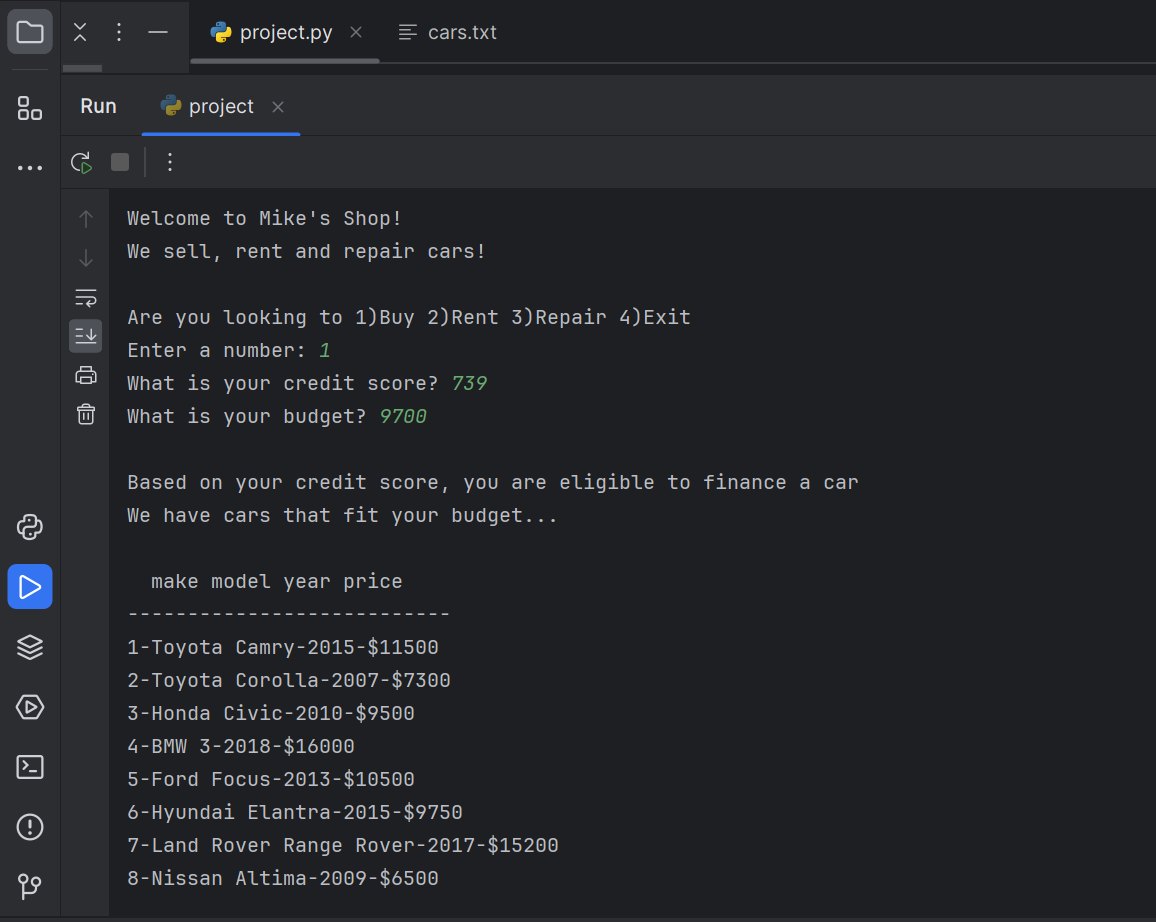 project.py
cars.txt
Run
project
Welcome to Mike's Shop!
We sell, rent and repair cars!
Are you looking to 1)Buy 2)Rent 3)Repair 4)Exit
Enter a number: 1
What is your credit score? 739
What is your budget? 9700
Based on your credit score, you are eligible to finance a car
We have cars that fit your budget...
make model year price
---------------------------
1-Toyota Camry-2015-$11500
2-Toyota Corolla-2007-$7300
3-Honda Civic-2010-$9500
4-BMW 3-2018-$16000
5-Ford Focus-2013-$10500
6-Hyundai Elantra-2015-$9750
7-Land Rover Range Rover-2017-$15200
8-Nissan Altima-2009-$6500